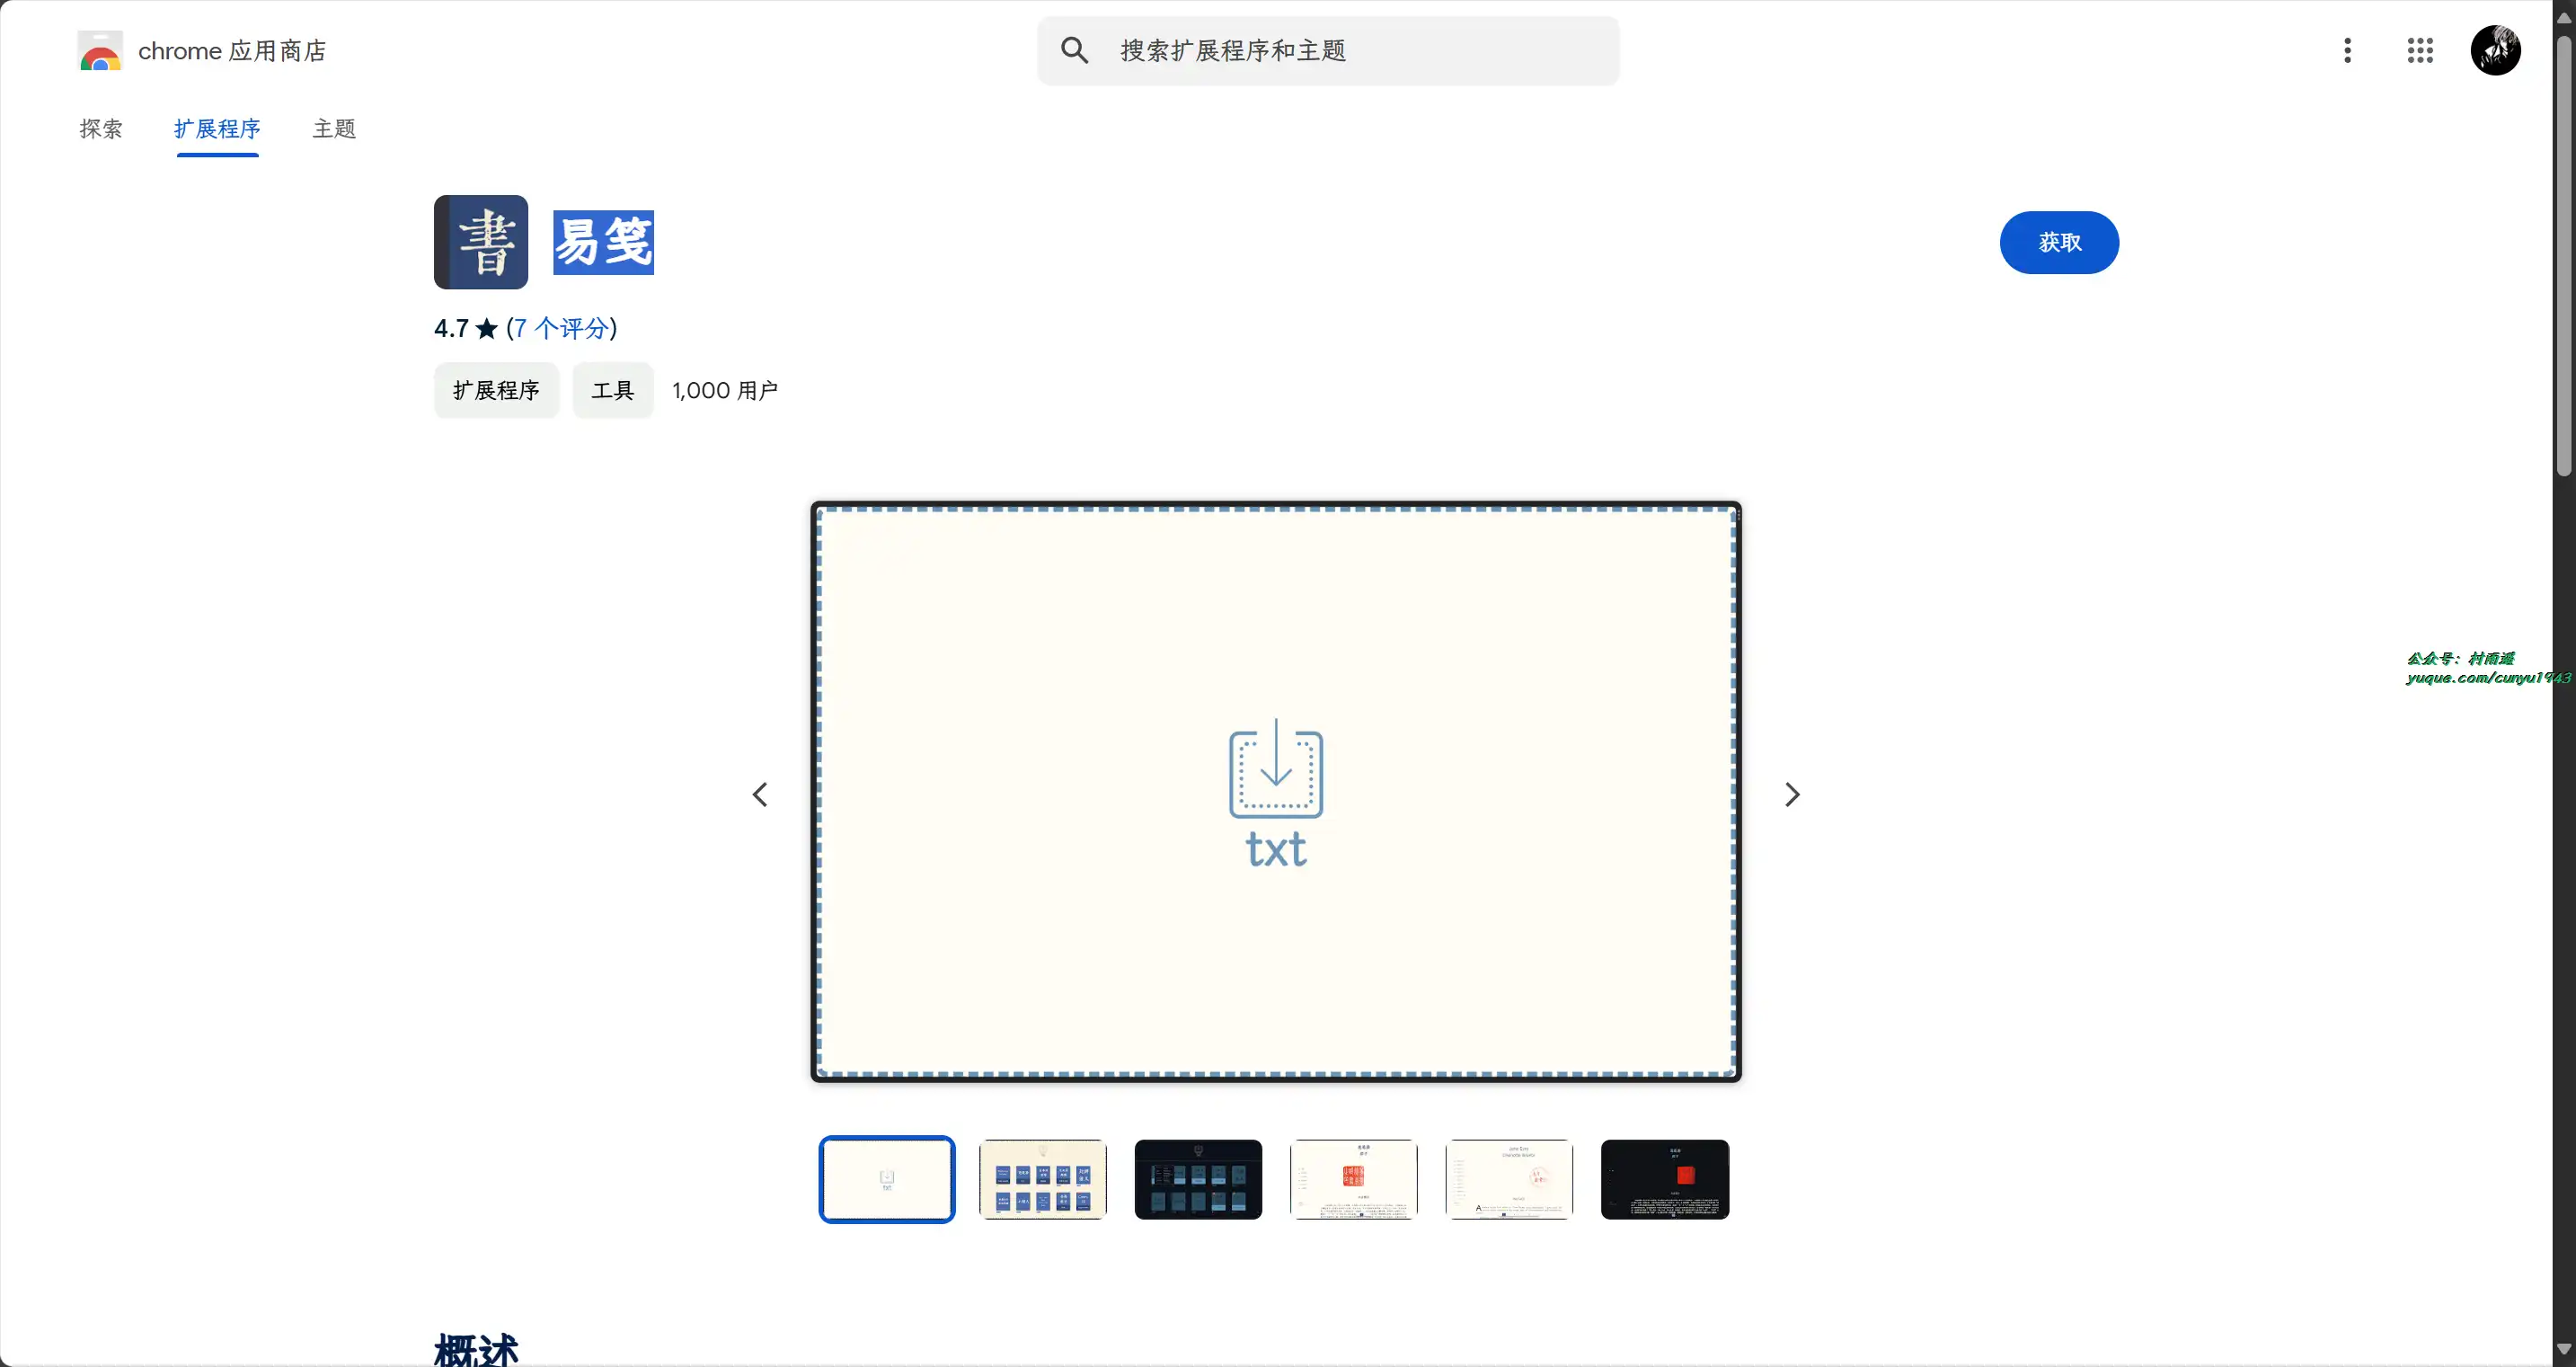 chrome 应用商店
搜索扩展程序和主题
探索
扩展程序
主题
書
易笺
获取
4.7 ★ (7 个评分)
扩展程序
工具
1,000 用户
txt
公众号：村雨遥
yuque.com/cunyu1943
概述